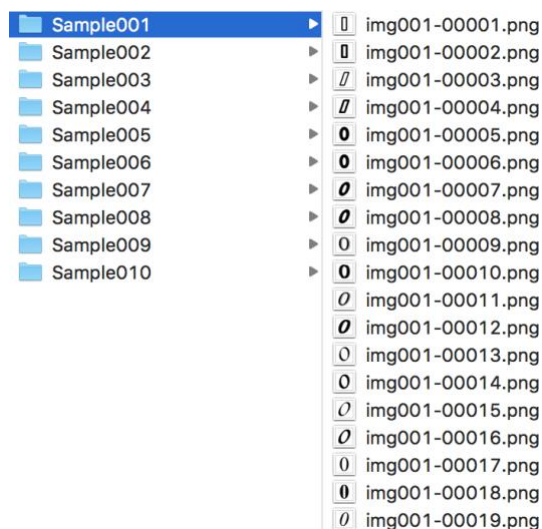 Sample001
Sample002
Sample003
Sample004
Sample005
Sample006
Sample007
Sample008
Sample009
Sample010
img001-00001.png
img001-00002.png
img001-00003.png
img001-00004.png
img001-00005.png
img001-00006.png
img001-00007.png
img001-00008.png
img001-00009.png
img001-00010.png
img001-00011.png
img001-00012.png
img001-00013.png
img001-00014.png
img001-00015.png
img001-00016.png
img001-00017.png
img001-00018.png
img001-00019.png